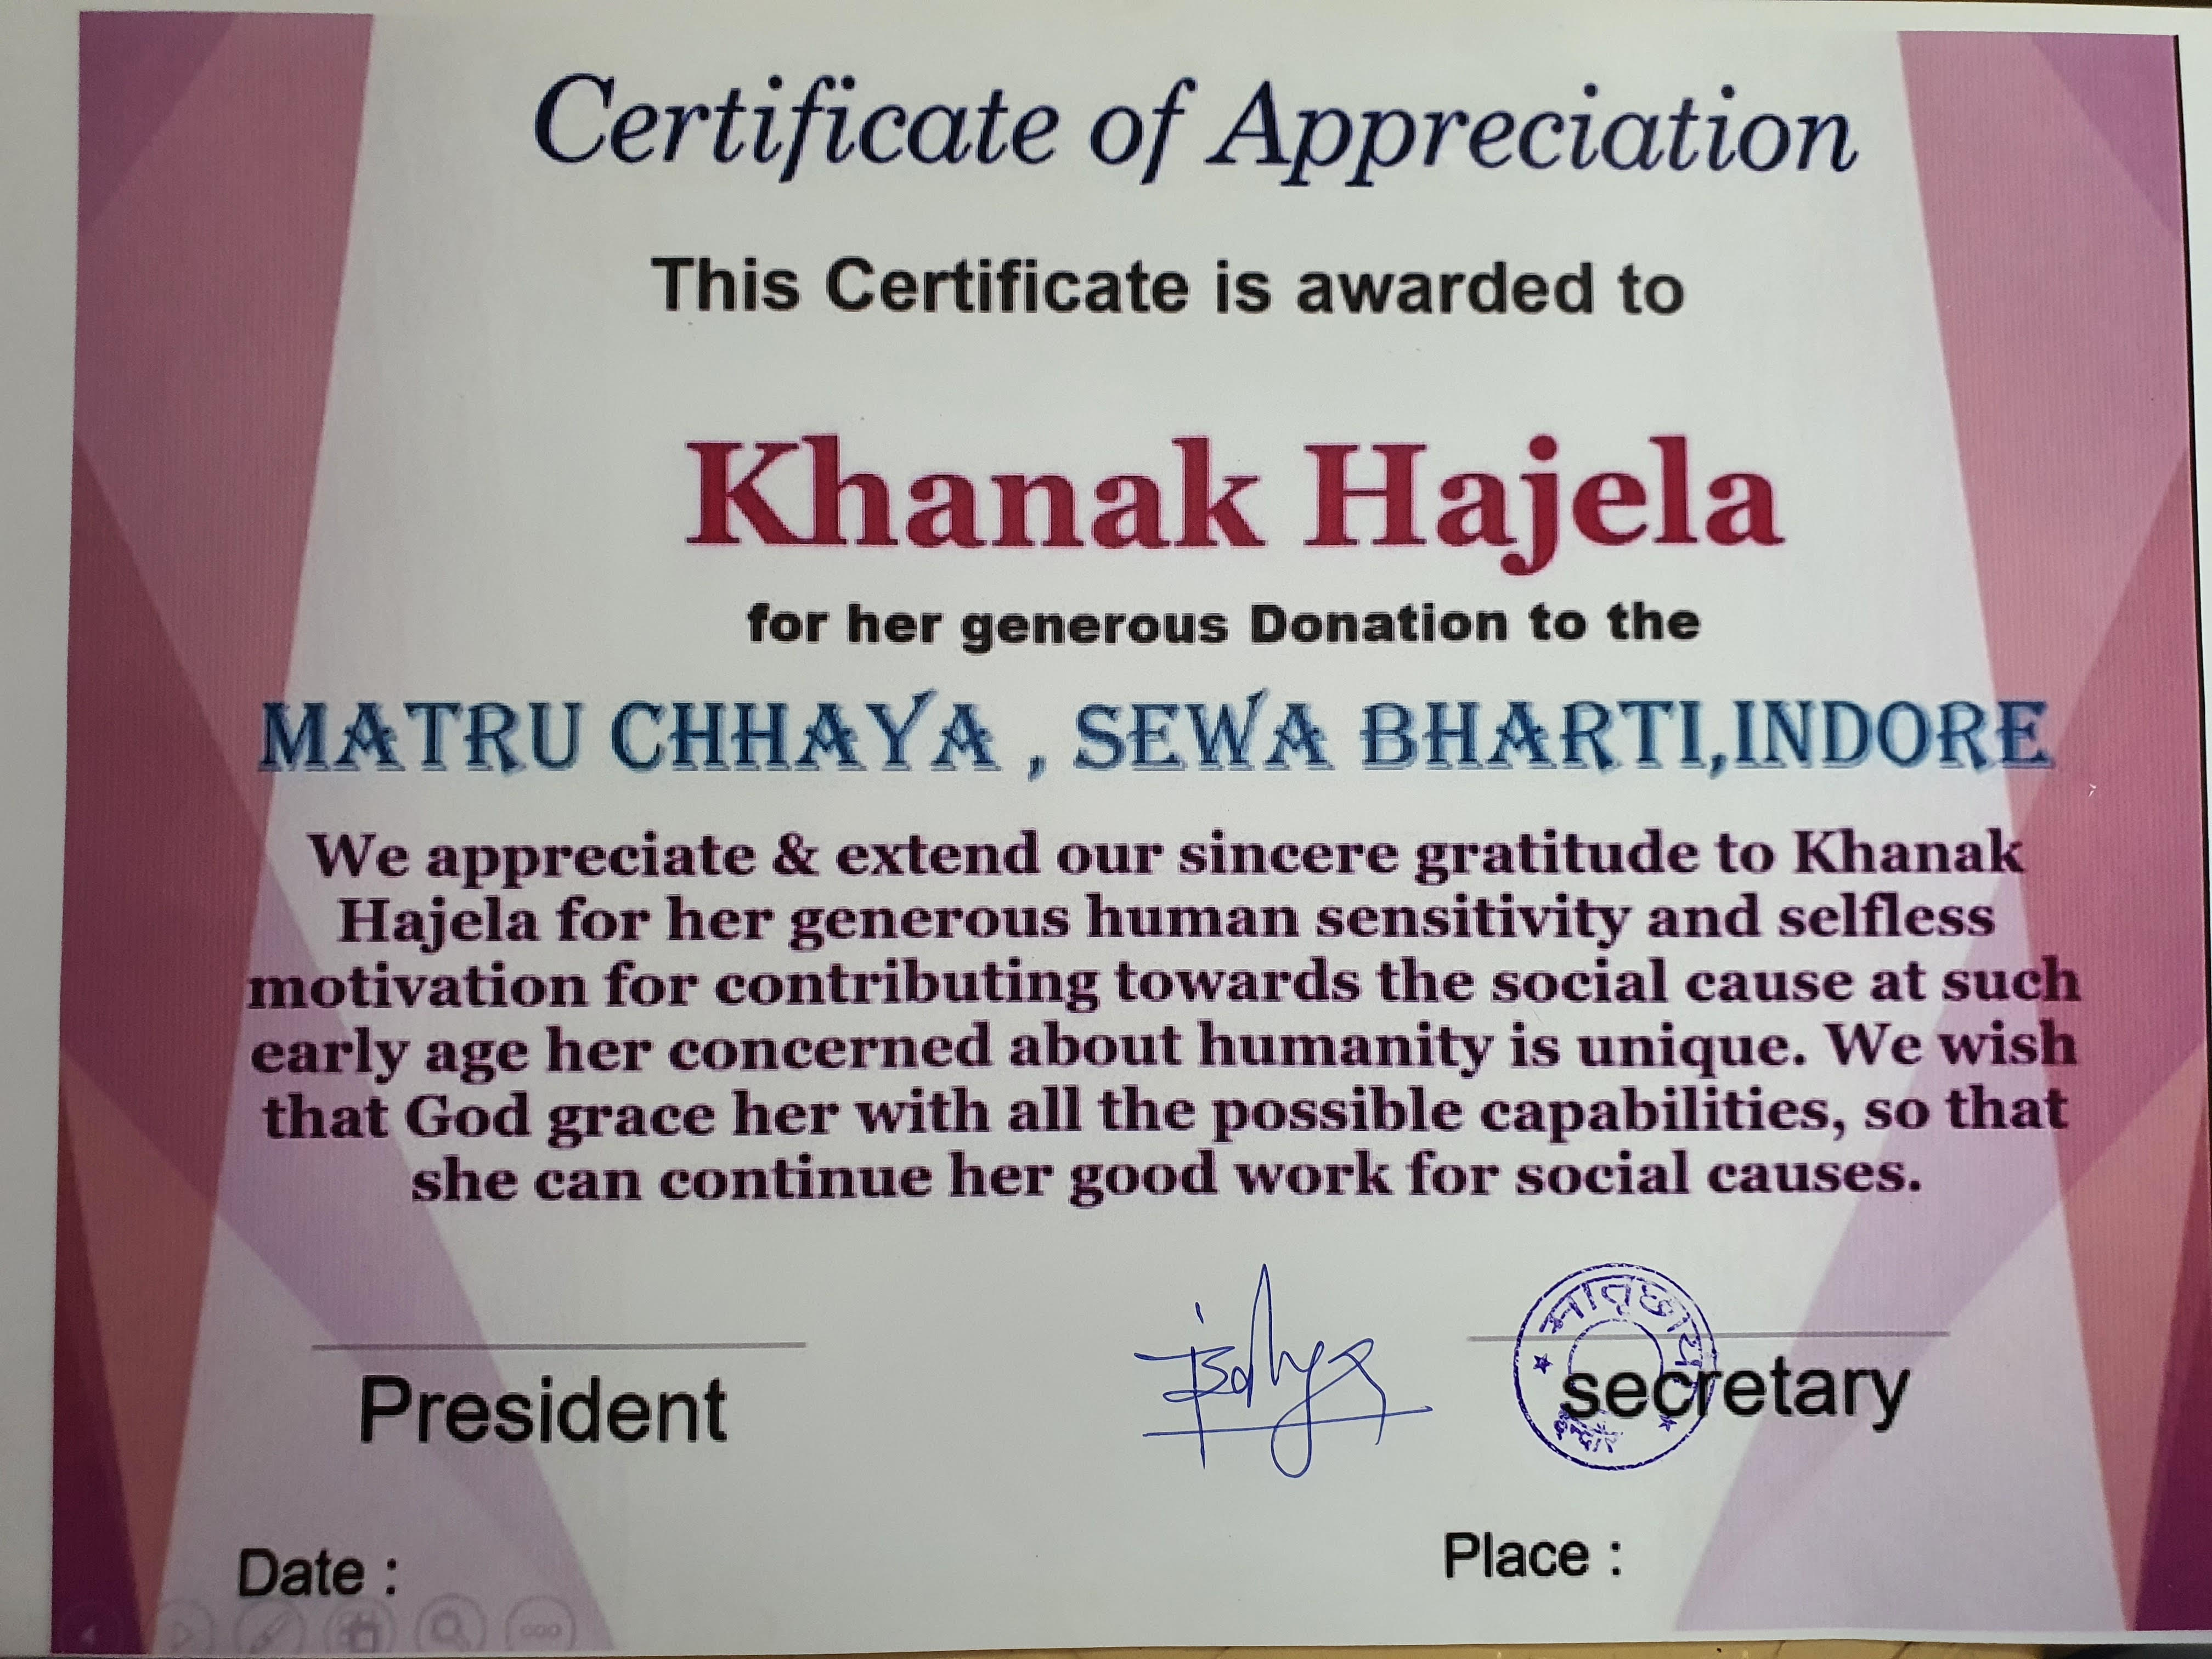 Certificate of Appreciation
This Certificate is awarded to
Khanak Hajela
for her generous Donation to the
MATRU CHHAYA , SEWA BHARTI,INDORE
We appreciate & extend our sincere gratitude to Khanak
Hajela for her generous human sensitivity and selfless
motivation for contributing towards the social cause at such
early age her concerned about humanity is unique. We wish
that God grace her with all the possible capabilities, so that
she can continue her good work for social causes.
मातृछाया
President
secretary
इन्दौर
Date :
Place :